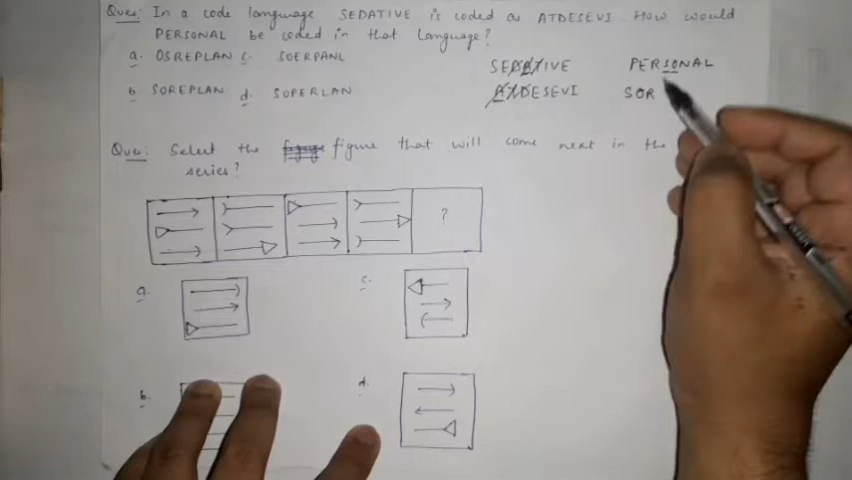 Ques: In a code language SEDATIVE is coded as ATDESEVI How would
PERSONAL be coded in that language?
a. OSREPLAN c. SOERPANL
b SOREPLAN d. SOPERLAN
SEDATIVE PERSONAL
ATDESEVI SOR
Ques: Select the figure that will come next in the
series?
?
a. c.
b. d.